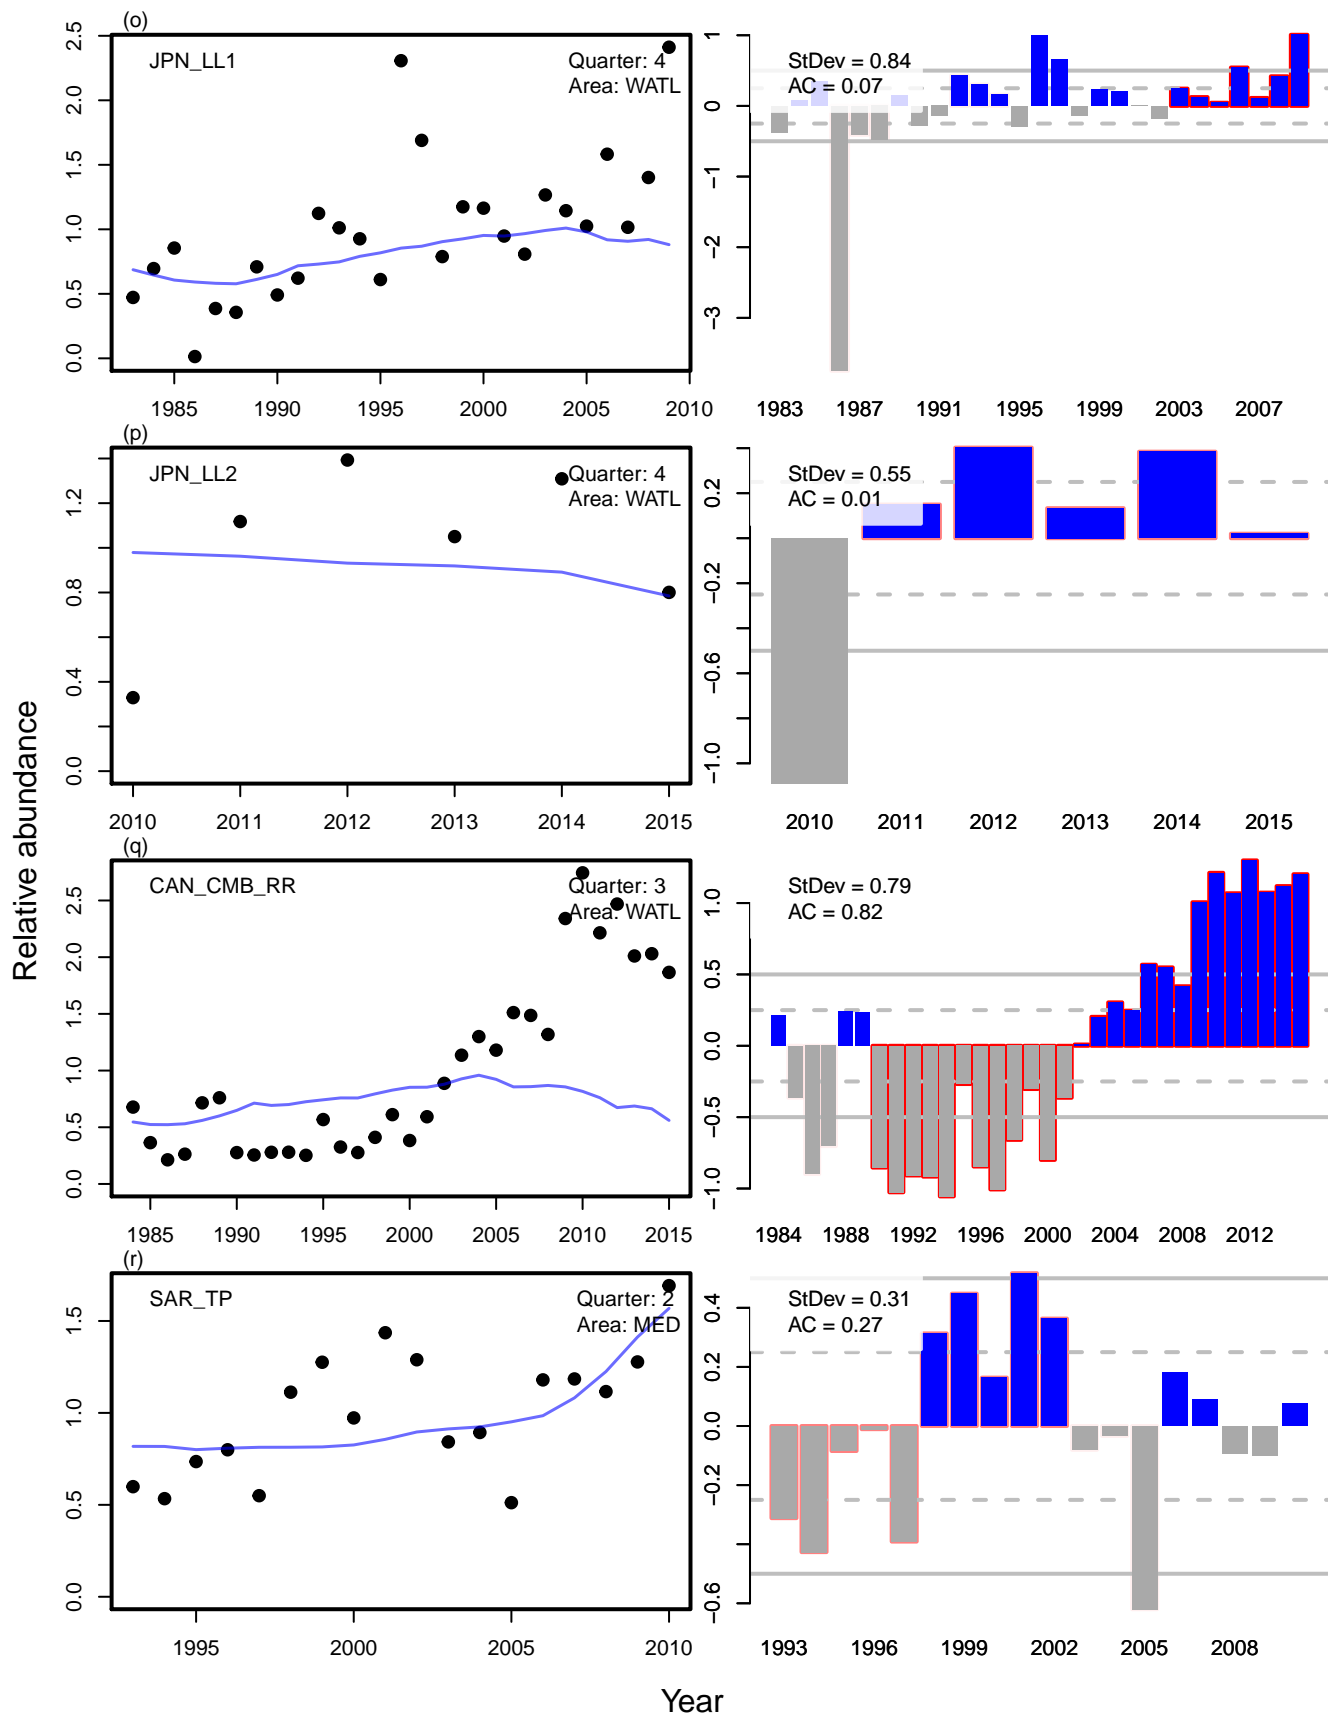 (o)
JPN_LL1
Quarter: 4
Area: WATL
0.0 0.5 1.0 1.5 2.0 2.5
1985 1990 1995 2000 2005 2010
StDev = 0.84
AC = 0.07
1 0 −1 −2 −3
1983 1987 1991 1995 1999 2003 2007
(p)
JPN_LL2
Quarter: 4
Area: WATL
0.0 0.4 0.8 1.2
2010 2011 2012 2013 2014 2015
StDev = 0.55
AC = 0.01
0.2 −0.2 −0.6 −1.0
2010 2011 2012 2013 2014 2015
(q)
CAN_CMB_RR
Quarter: 3
Area: WATL
0.0 0.5 1.0 1.5 2.0 2.5
1985 1990 1995 2000 2005 2010 2015
StDev = 0.79
AC = 0.82
1.0 0.5 0.0 −0.5 −1.0
1984 1988 1992 1996 2000 2004 2008 2012
(r)
SAR_TP
Quarter: 2
Area: MED
0.0 0.5 1.0 1.5
1995 2000 2005 2010
StDev = 0.31
AC = 0.27
0.4 0.2 0.0 −0.2 −0.6
1993 1996 1999 2002 2005 2008
Relative abundance
Year